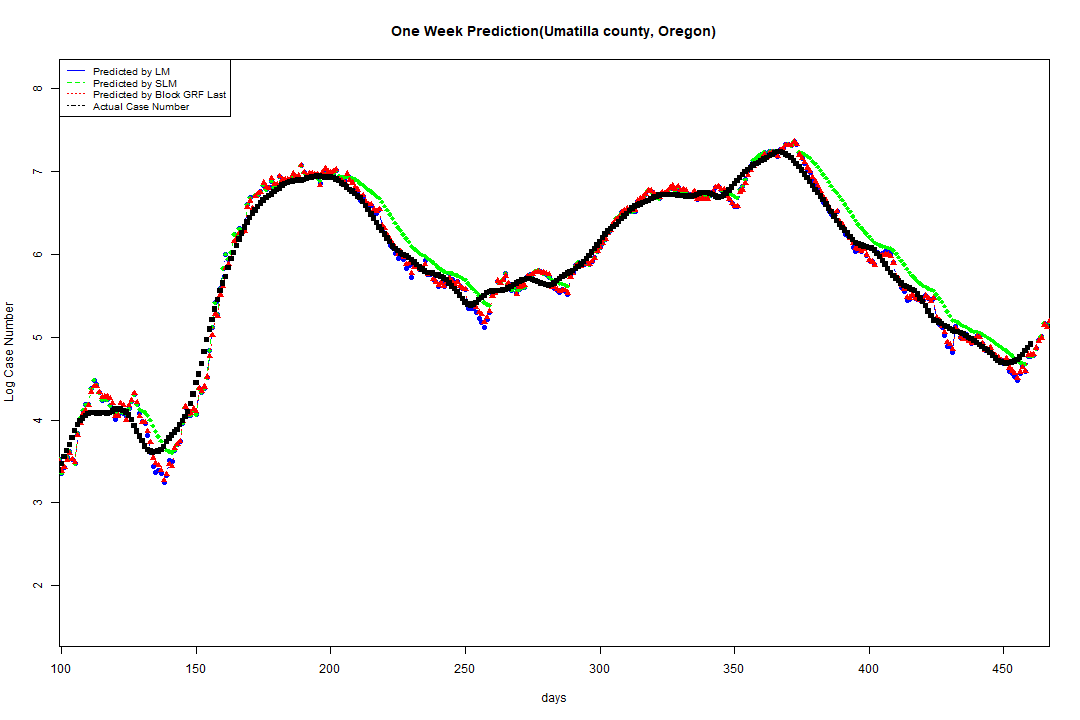 One Week Prediction(Umatilla county, Oregon)
Predicted by LM
Predicted by SLM
Predicted by Block GRF Last
Actual Case Number
8
7
6
5
4
3
2
Log Case Number
100 150 200 250 300 350 400 450
days